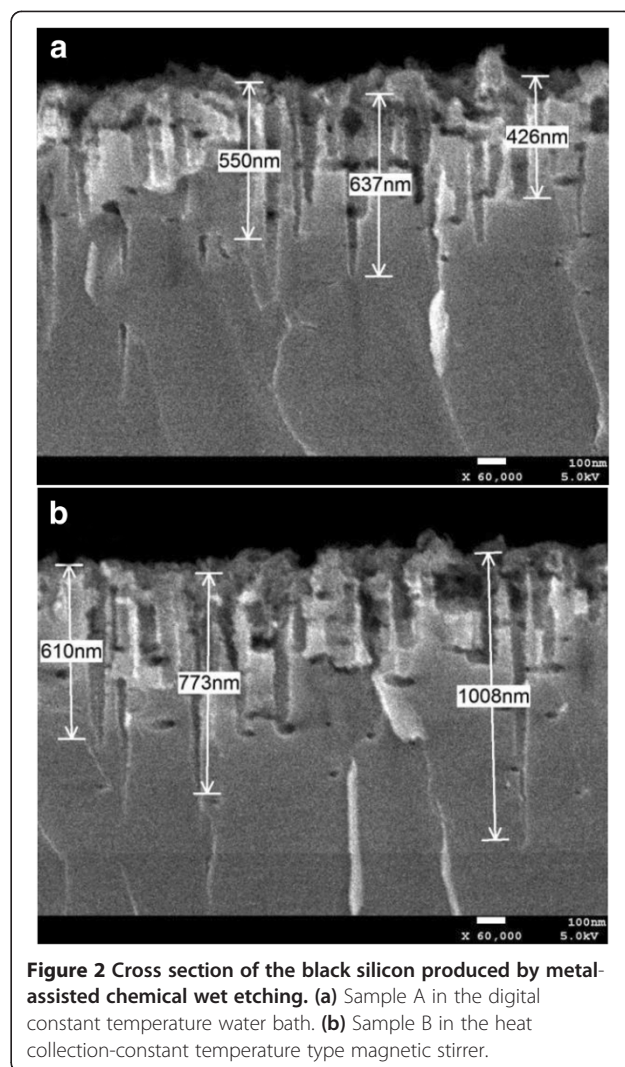 a
550nm
637nm
426nm
100nm
X 60,000 5.0kV
b
610nm
773nm
1008nm
100nm
X 60,000 5.0kV
Figure 2 Cross section of the black silicon produced by metal-
assisted chemical wet etching. (a) Sample A in the digital
constant temperature water bath. (b) Sample B in the heat
collection-constant temperature type magnetic stirrer.